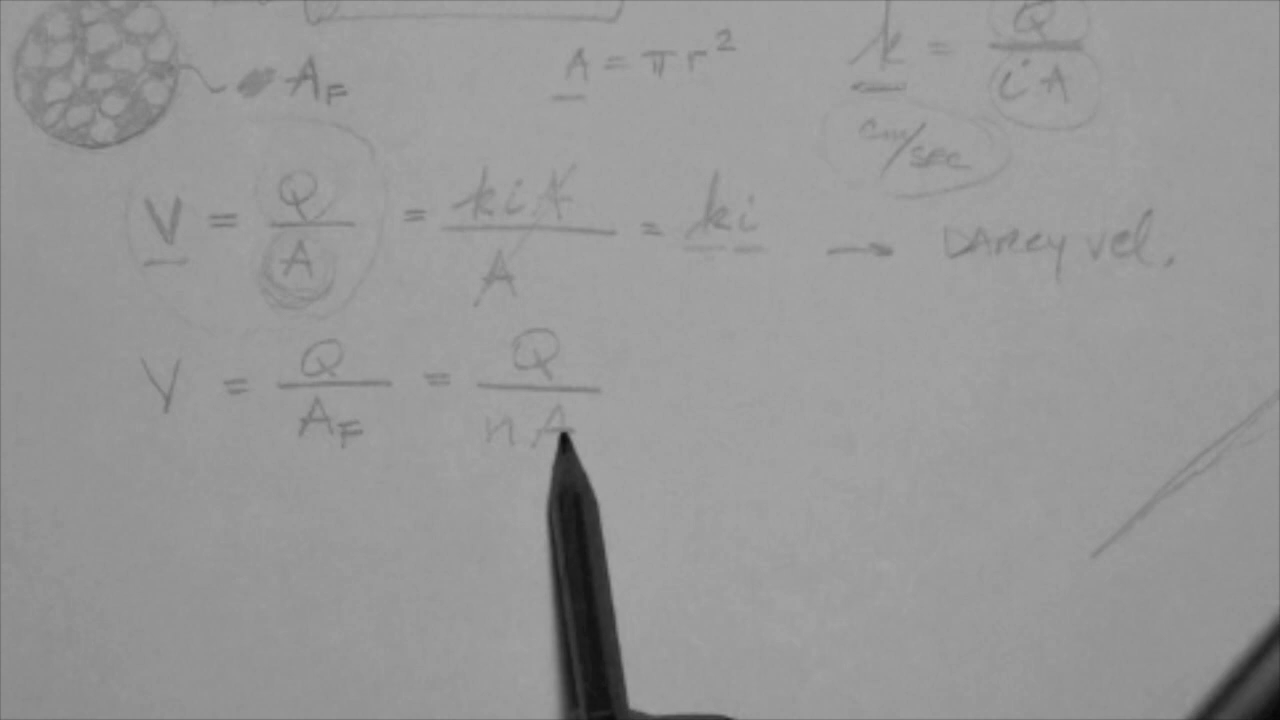 A_F
A = πr²
k = Q / iA
cm/sec
V = Q / A = kiA / A = ki → DARCY vel.
V = Q / A_F = Q / nA